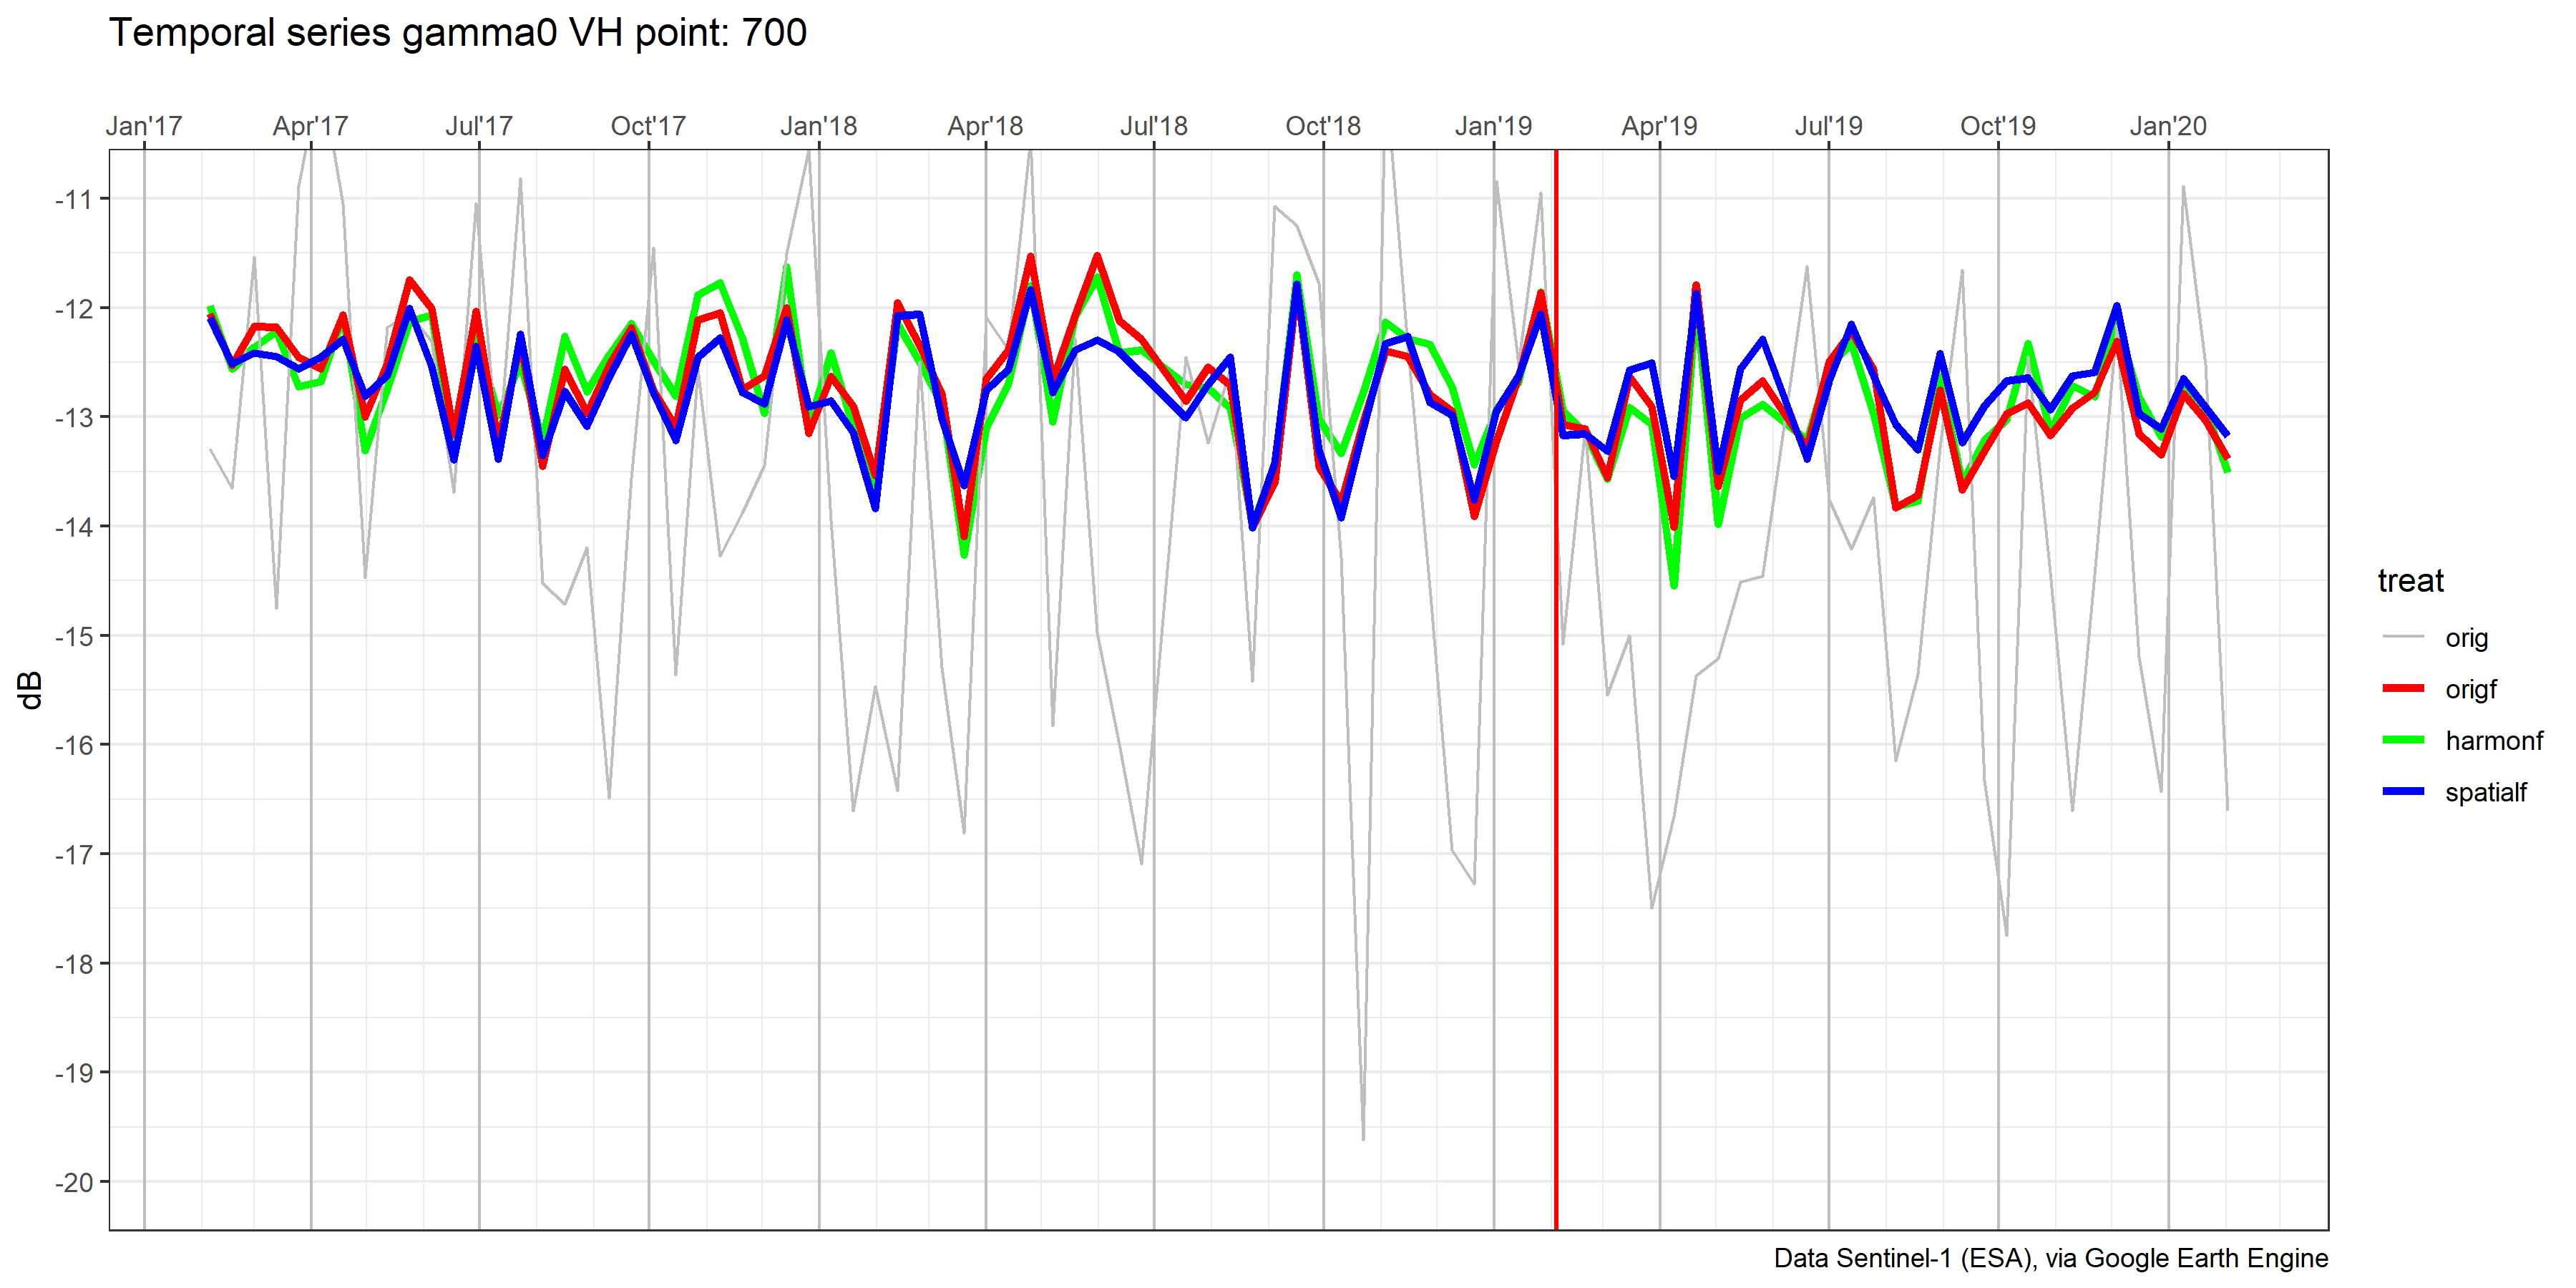 Temporal series gamma0 VH point: 700
Jan'17 Apr'17 Jul'17 Oct'17 Jan'18 Apr'18 Jul'18 Oct'18 Jan'19 Apr'19 Jul'19 Oct'19 Jan'20
-11
-12
-13
-14
-15
-16
-17
-18
-19
-20
dB
treat
orig
origf
harmonf
spatialf
Data Sentinel-1 (ESA), via Google Earth Engine